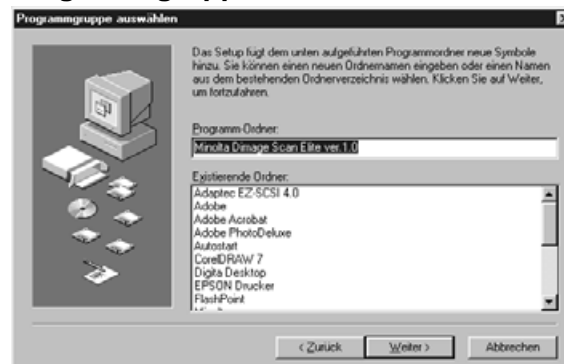 Programmgruppe auswählen
Das Setup fügt dem unten aufgeführten Programmordner neue Symbole
hinzu. Sie können einen neuen Ordnernamen eingeben oder einen Namen
aus dem bestehenden Ordnerverzeichnis wählen. Klicken Sie auf Weiter,
um fortzufahren.
Programm-Ordner:
Minolta Dimage Scan Elite ver.1.0
Existierende Ordner:
Adaptec EZ-SCSI 4.0
Adobe
Adobe Acrobat
Adobe PhotoDeluxe
Autostart
CorelDRAW 7
Digita Desktop
EPSON Drucker
FlashPoint
< Zurück
Weiter >
Abbrechen